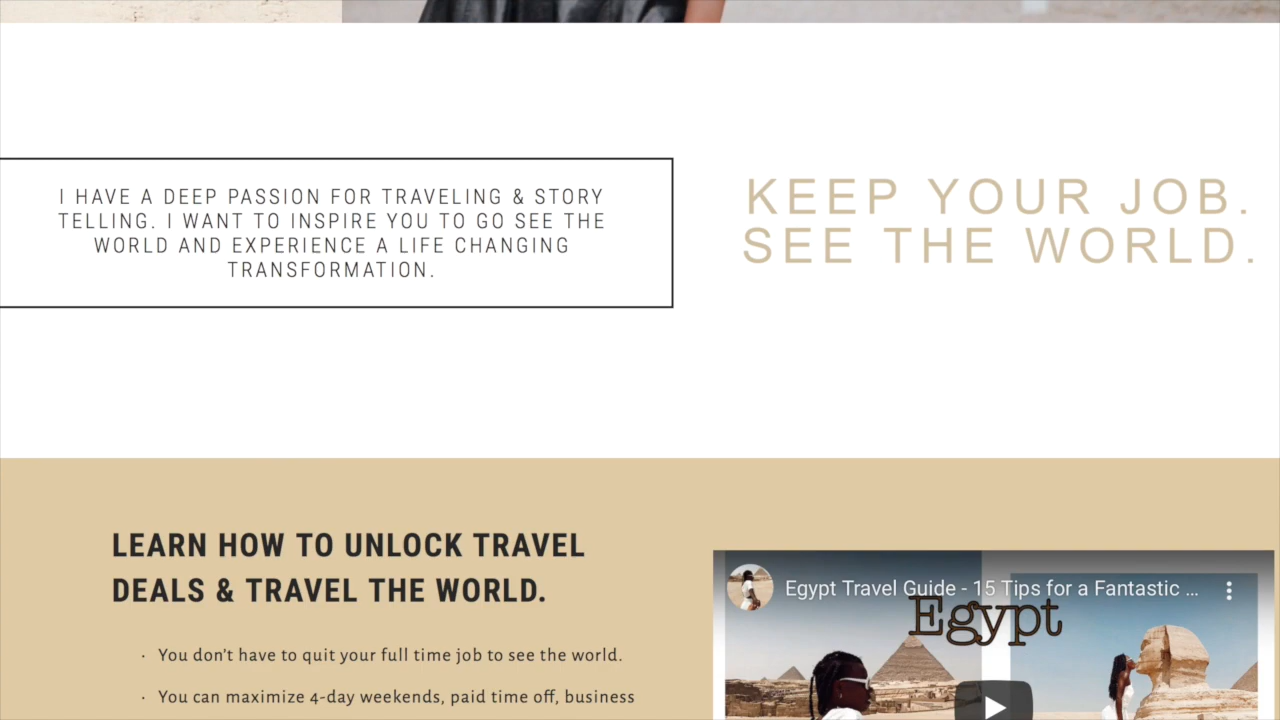 I HAVE A DEEP PASSION FOR TRAVELING & STORY
TELLING. I WANT TO INSPIRE YOU TO GO SEE THE
WORLD AND EXPERIENCE A LIFE CHANGING
TRANSFORMATION.
KEEP YOUR JOB.
SEE THE WORLD.
LEARN HOW TO UNLOCK TRAVEL
DEALS & TRAVEL THE WORLD.
· You don't have to quit your full time job to see the world.
· You can maximize 4-day weekends, paid time off, business
Egypt Travel Guide - 15 Tips for a Fantastic ...
Egypt